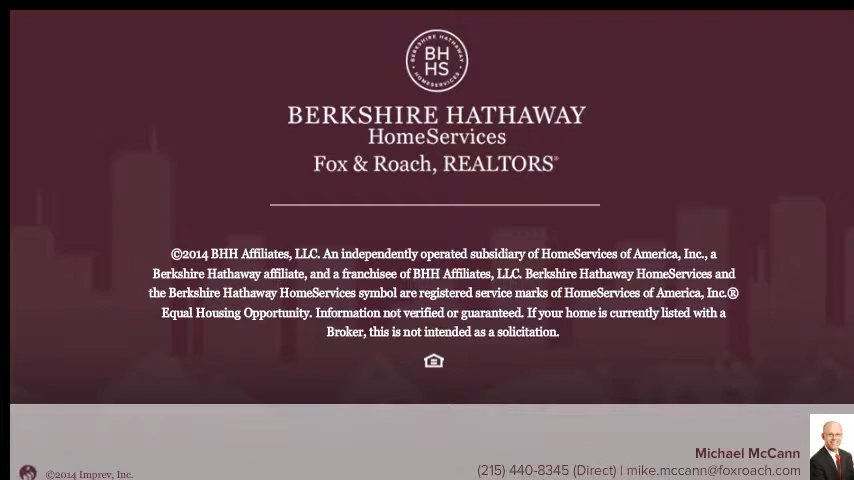 BERKSHIRE HATHAWAY
HOMESERVICES
BH
HS
BERKSHIRE HATHAWAY
HomeServices
Fox & Roach, REALTORS®
©2014 BHH Affiliates, LLC. An independently operated subsidiary of HomeServices of America, Inc., a
Berkshire Hathaway affiliate, and a franchisee of BHH Affiliates, LLC. Berkshire Hathaway HomeServices and
the Berkshire Hathaway HomeServices symbol are registered service marks of HomeServices of America, Inc.®
Equal Housing Opportunity. Information not verified or guaranteed. If your home is currently listed with a
Broker, this is not intended as a solicitation.
Michael McCann
(215) 440-8345 (Direct) | mike.mccann@foxroach.com
©2014 Imprev, Inc.